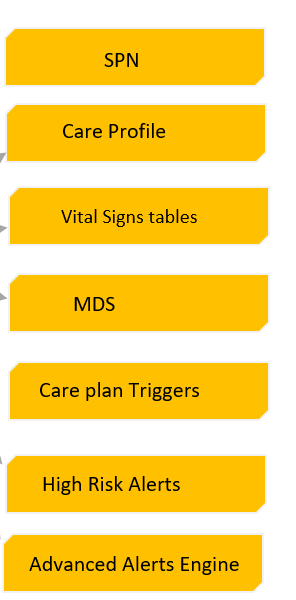 SPN
Care Profile
Vital Signs tables
MDS
Care plan Triggers
High Risk Alerts
Advanced Alerts Engine